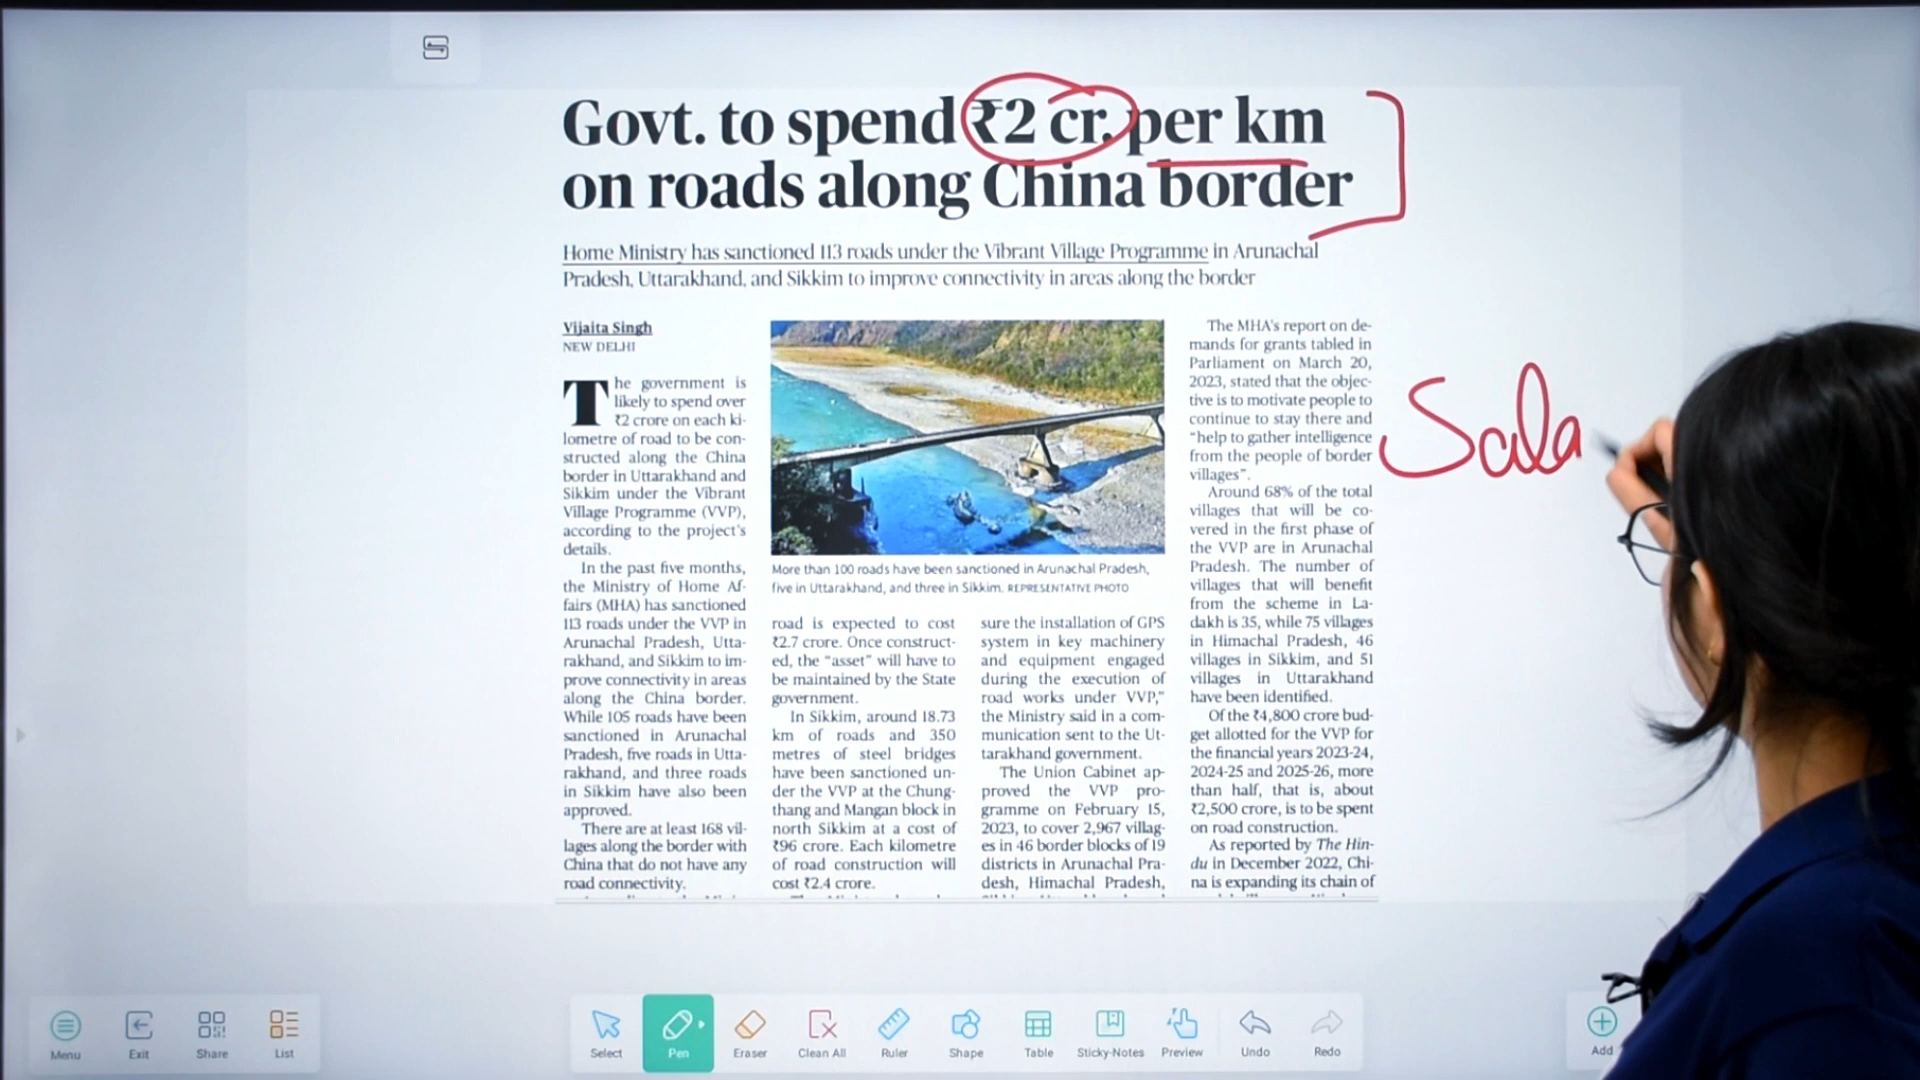 Govt. to spend ₹2 cr. per km
on roads along China border
Home Ministry has sanctioned 113 roads under the Vibrant Village Programme in Arunachal
Pradesh, Uttarakhand, and Sikkim to improve connectivity in areas along the border
Vijaita Singh
NEW DELHI
The government is
likely to spend over
₹2 crore on each ki-
lometre of road to be con-
structed along the China
border in Uttarakhand and
Sikkim under the Vibrant
Village Programme (VVP),
according to the project's
details.
In the past five months,
the Ministry of Home Af-
fairs (MHA) has sanctioned
113 roads under the VVP in
Arunachal Pradesh, Utta-
rakhand, and Sikkim to im-
prove connectivity in areas
along the China border.
While 105 roads have been
sanctioned in Arunachal
Pradesh, five roads in Utta-
rakhand, and three roads
in Sikkim have also been
approved.
There are at least 168 vil-
lages along the border with
China that do not have any
road connectivity.
More than 100 roads have been sanctioned in Arunachal Pradesh,
five in Uttarakhand, and three in Sikkim. REPRESENTATIVE PHOTO
road is expected to cost
₹2.7 crore. Once construct-
ed, the "asset" will have to
be maintained by the State
government.
In Sikkim, around 18.73
km of roads and 350
metres of steel bridges
have been sanctioned un-
der the VVP at the Chung-
thang and Mangan block in
north Sikkim at a cost of
₹96 crore. Each kilometre
of road construction will
cost ₹2.4 crore.
sure the installation of GPS
system in key machinery
and equipment engaged
during the execution of
road works under VVP,"
the Ministry said in a com-
munication sent to the Ut-
tarakhand government.
The Union Cabinet ap-
proved the VVP pro-
gramme on February 15,
2023, to cover 2,967 villag-
es in 46 border blocks of 19
districts in Arunachal Pra-
desh, Himachal Pradesh,
The MHA's report on de-
mands for grants tabled in
Parliament on March 20,
2023, stated that the objec-
tive is to motivate people to
continue to stay there and
"help to gather intelligence
from the people of border
villages".
Around 68% of the total
villages that will be co-
vered in the first phase of
the VVP are in Arunachal
Pradesh. The number of
villages that will benefit
from the scheme in La-
dakh is 35, while 75 villages
in Himachal Pradesh, 46
villages in Sikkim, and 51
villages in Uttarakhand
have been identified.
Of the ₹4,800 crore bud-
get allotted for the VVP for
the financial years 2023-24,
2024-25 and 2025-26, more
than half, that is, about
₹2,500 crore, is to be spent
on road construction.
As reported by The Hin-
du in December 2022, Chi-
na is expanding its chain of
Sala
Menu Exit Share List
Select Pen Eraser Clean All Ruler Shape Table Sticky-Notes Preview Undo Redo
Add